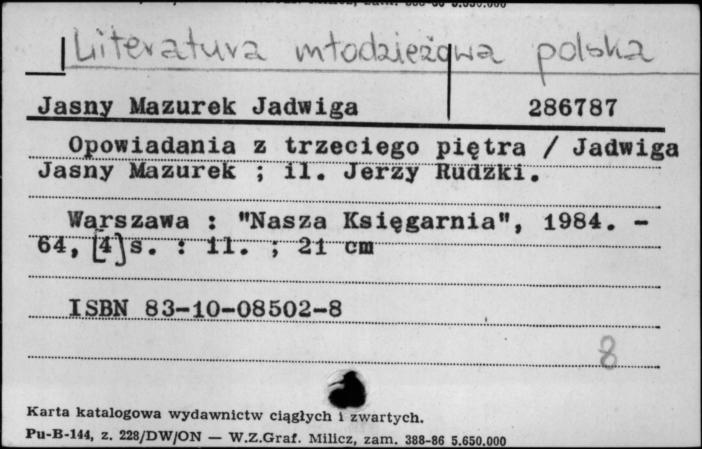 Literatura młodzieżowa polska
Jasny Mazurek Jadwiga 286787
Opowiadania z trzeciego piętra / Jadwiga
Jasny Mazurek ; il. Jerzy Rudzki.
Warszawa : "Nasza Księgarnia", 1984. -
64, [4] s. : il. ; 21 cm
ISBN 83-10-08502-8
8
Karta katalogowa wydawnictw ciągłych i zwartych.
Pu-B-144, z. 228/DW/ON — W.Z.Graf. Milicz, zam. 388-86 5.650.000